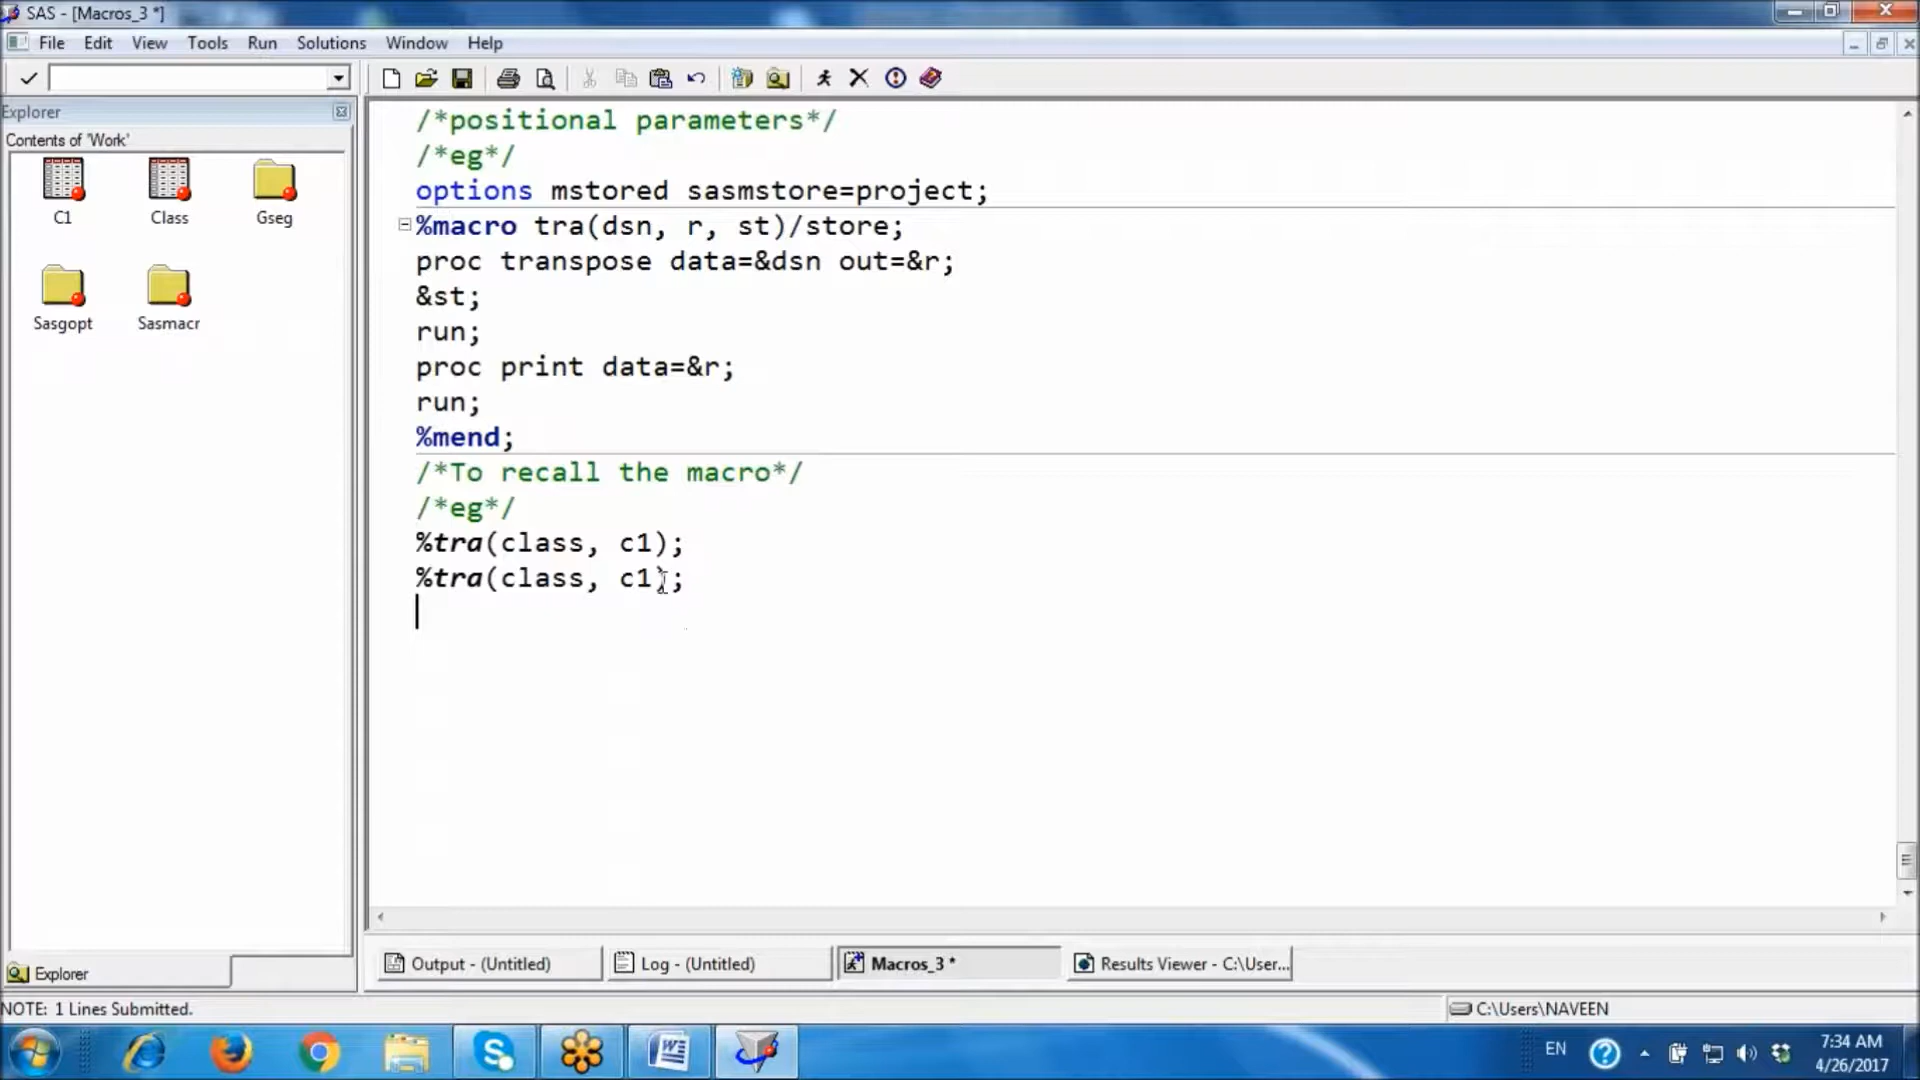 SAS - [Macros_3 *]
File Edit View Tools Run Solutions Window Help
Explorer
Contents of 'Work'
C1 Class Gseg
Sasgopt Sasmacr
/*positional parameters*/
/*eg*/
options mstored sasmstore=project;
%macro tra(dsn, r, st)/store;
proc transpose data=&dsn out=&r;
&st;
run;
proc print data=&r;
run;
%mend;
/*To recall the macro*/
/*eg*/
%tra(class, c1);
%tra(class, c1);
Output - (Untitled) Log - (Untitled) Macros_3 * Results Viewer - C:\User...
Explorer
NOTE: 1 Lines Submitted. C:\Users\NAVEEN
EN 7:34 AM
4/26/2017